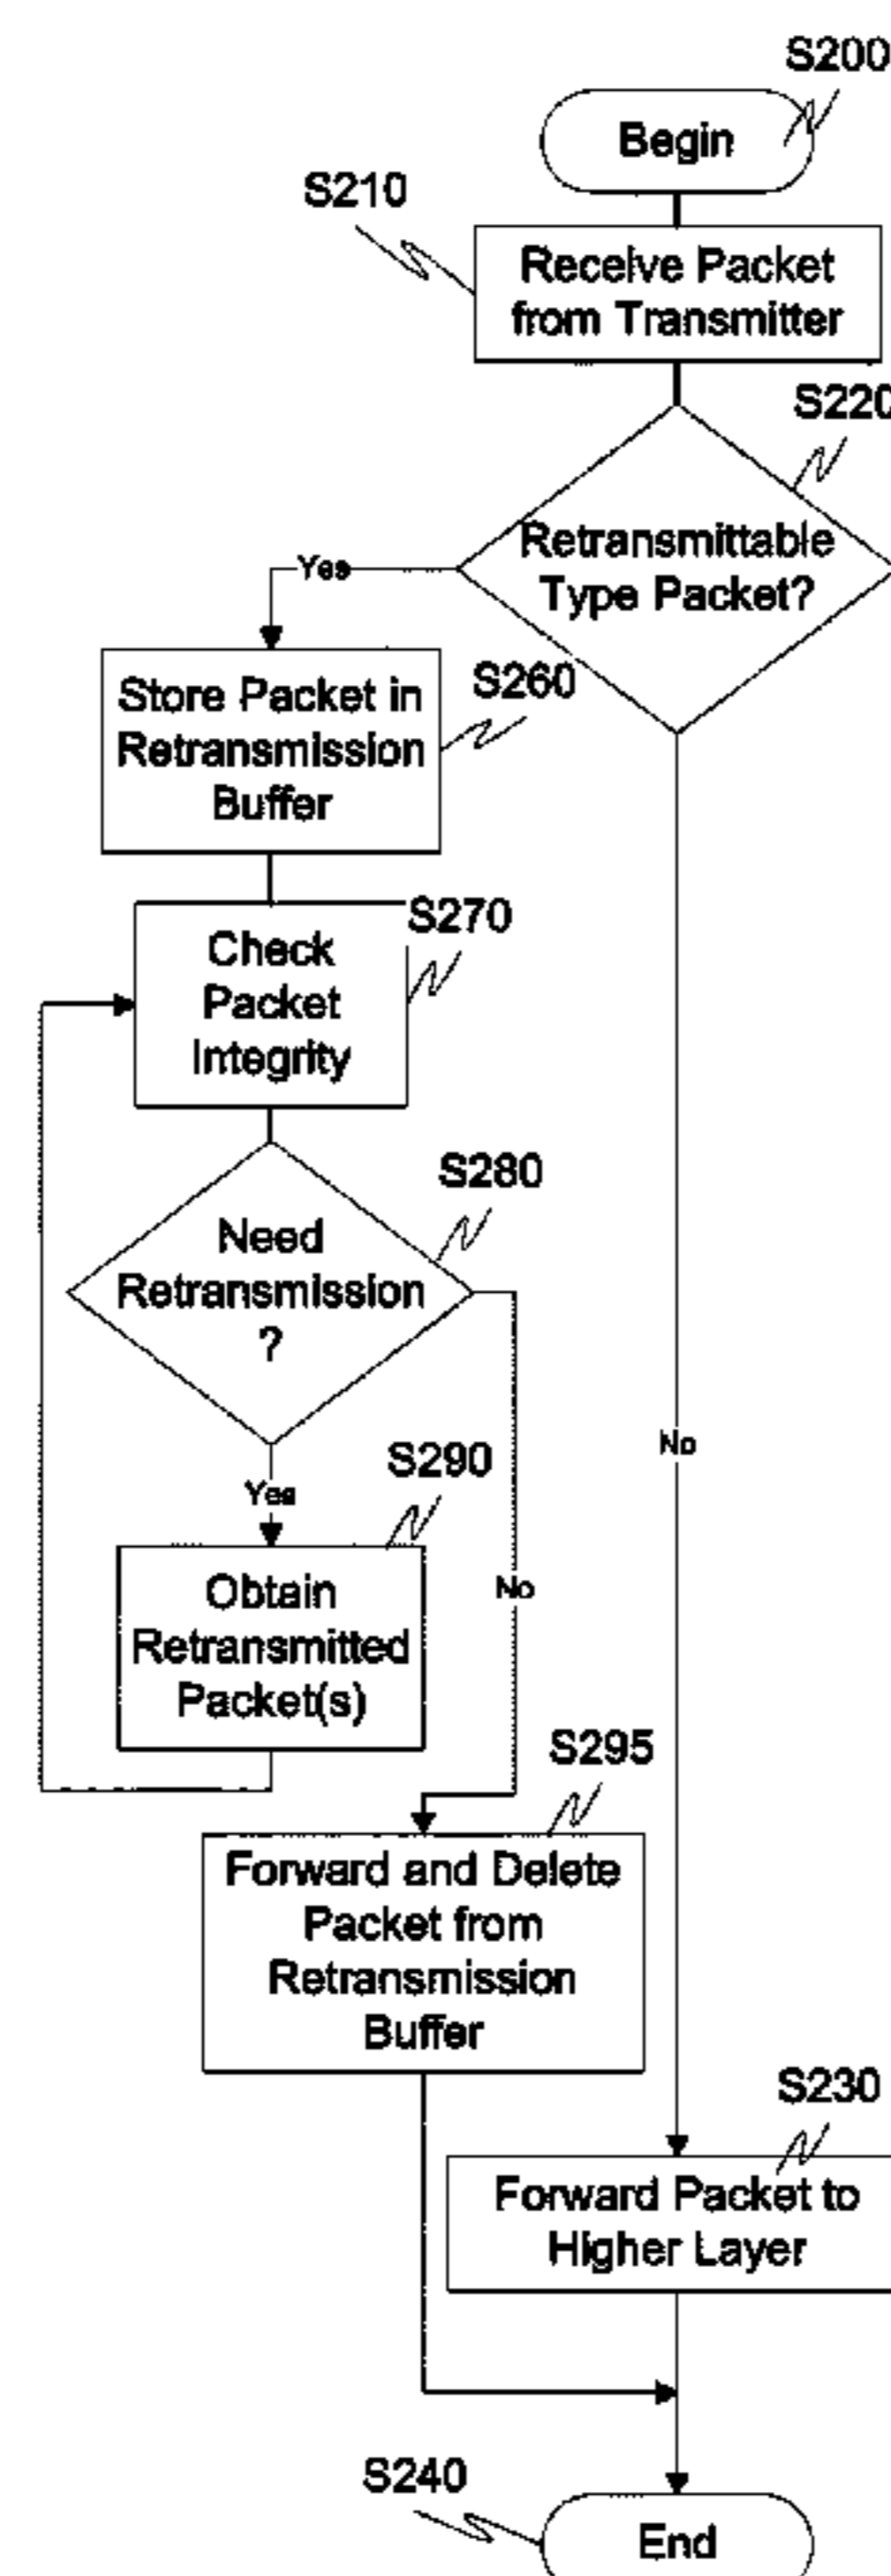 S200
Begin
S210
Receive Packet
from Transmitter
S220
Retransmittable
Type Packet?
Yes
Store Packet in
Retransmission
Buffer
S260
Check
Packet
Integrity
S270
Need
Retransmission
?
S280
Yes
No
No
S290
Obtain
Retransmitted
Packet(s)
S295
Forward and Delete
Packet from
Retransmission
Buffer
S230
Forward Packet to
Higher Layer
S240
End